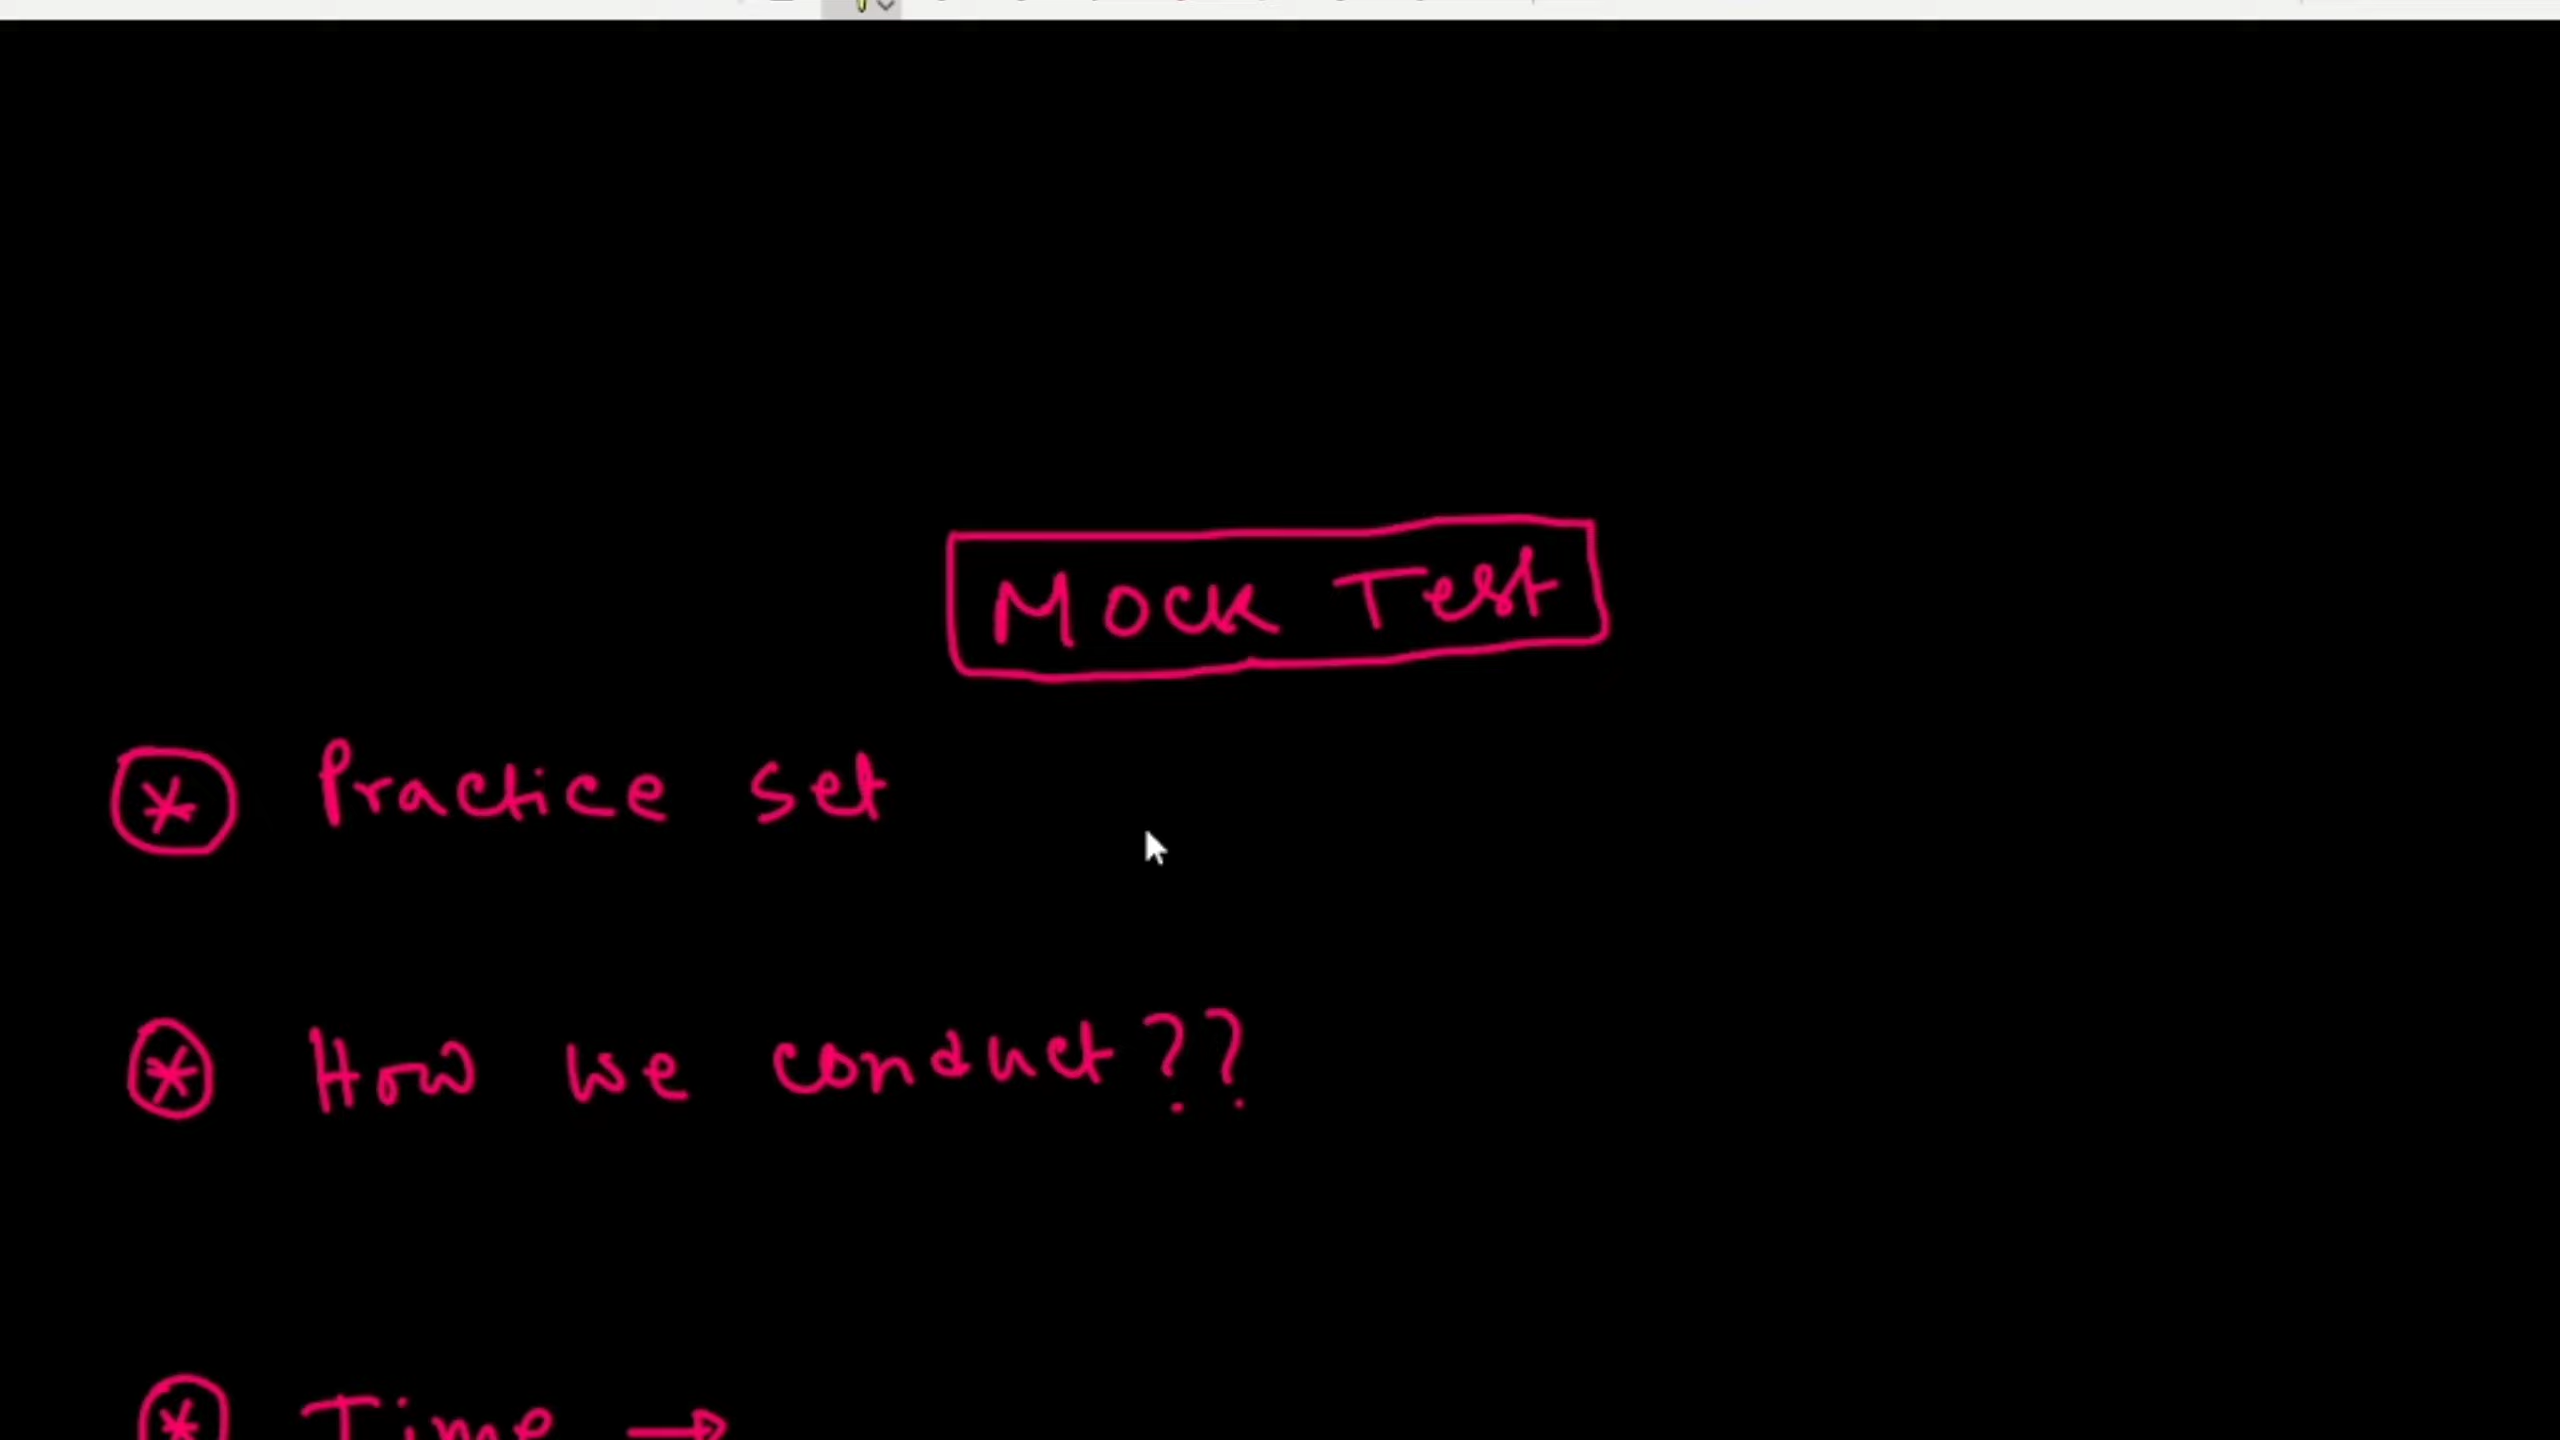 Mock Test
* Practice set
* How we conduct??
* Time →